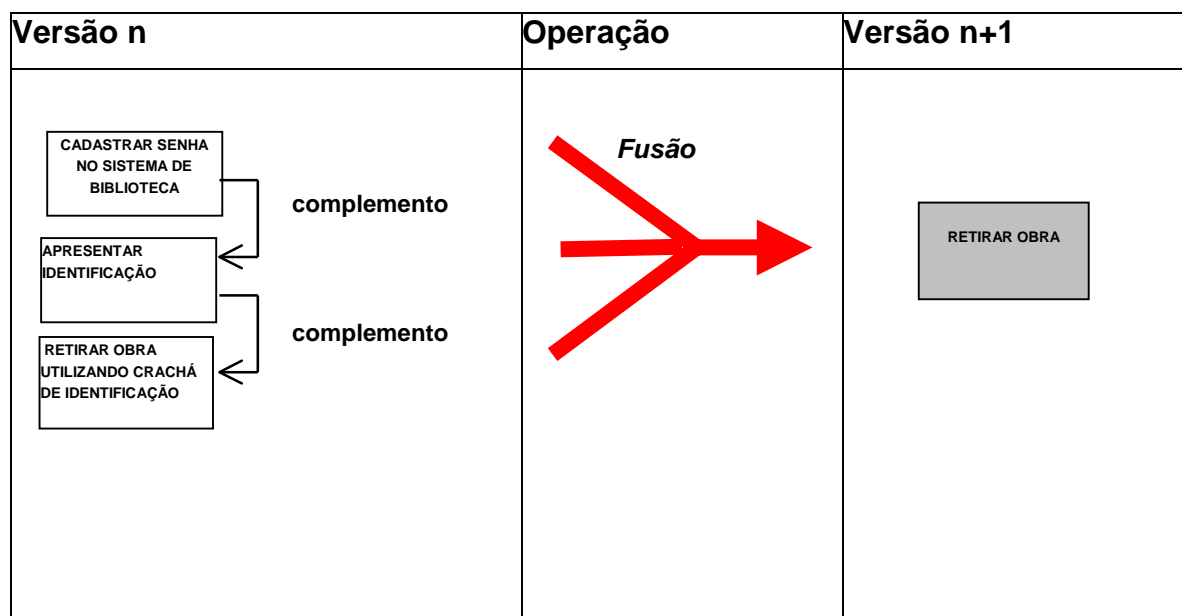 Versão n
Operação
Versão n+1
CADASTRAR SENHA
NO SISTEMA DE
BIBLIOTECA
complemento
APRESENTAR
IDENTIFICAÇÃO
complemento
RETIRAR OBRA
UTILIZANDO CRACHÁ
DE IDENTIFICAÇÃO
Fusão
RETIRAR OBRA